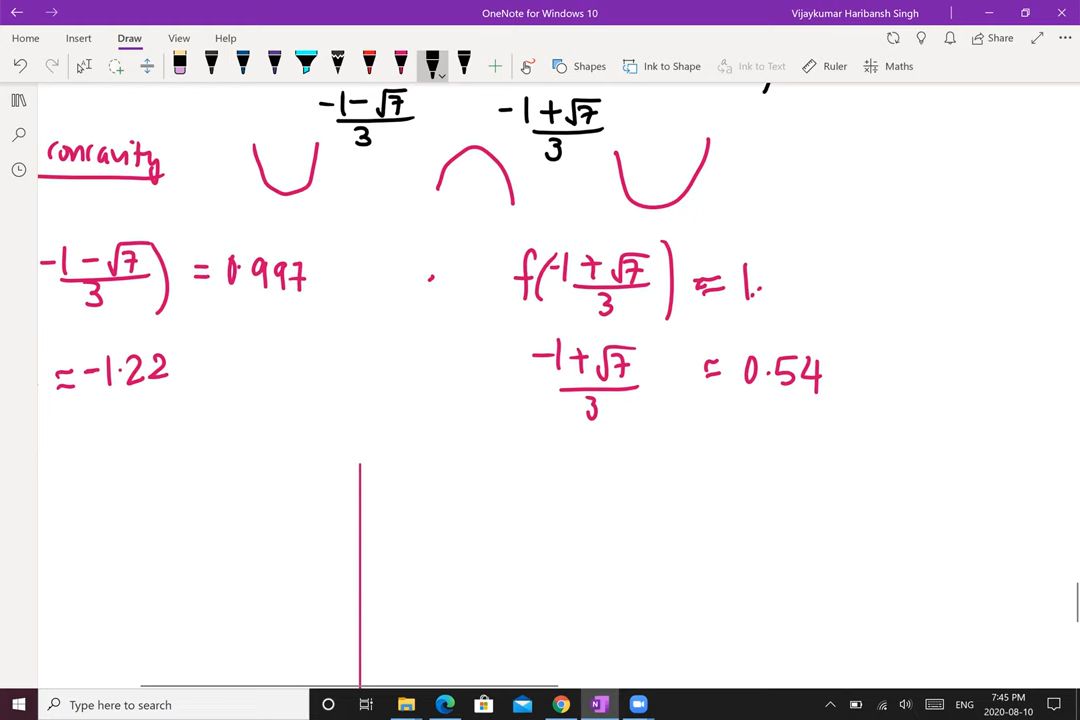 OneNote for Windows 10
Vijaykumar Haribansh Singh
Home Insert Draw View Help
Share
Shapes Ink to Shape Ink to Text Ruler Maths
(-1-√7)/3 (-1+√7)/3
concavity
(-1-√7)/3) = 0.997 f((-1+√7)/3) ≈ 1.
≈ -1.22 (-1+√7)/3 ≈ 0.54
Type here to search
ENG
7:45 PM
2020-08-10